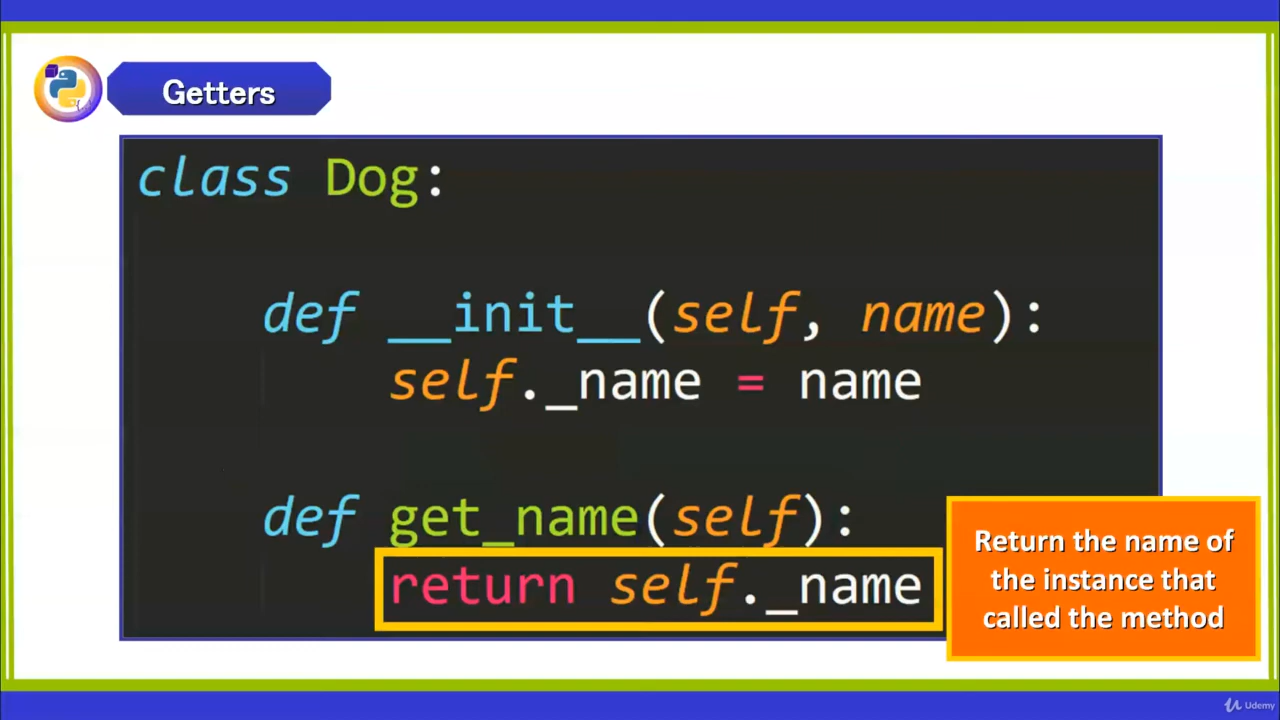 Getters
class Dog:
def __init__(self, name):
self._name = name
def get_name(self):
return self._name
Return the name of
the instance that
called the method
Udemy